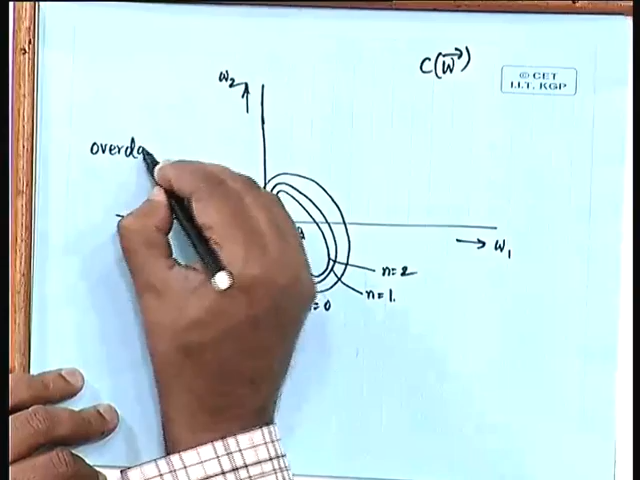 C(w)
© CET
I.I.T. KGP
w2
overda
w1
n=2
n=1.
=0